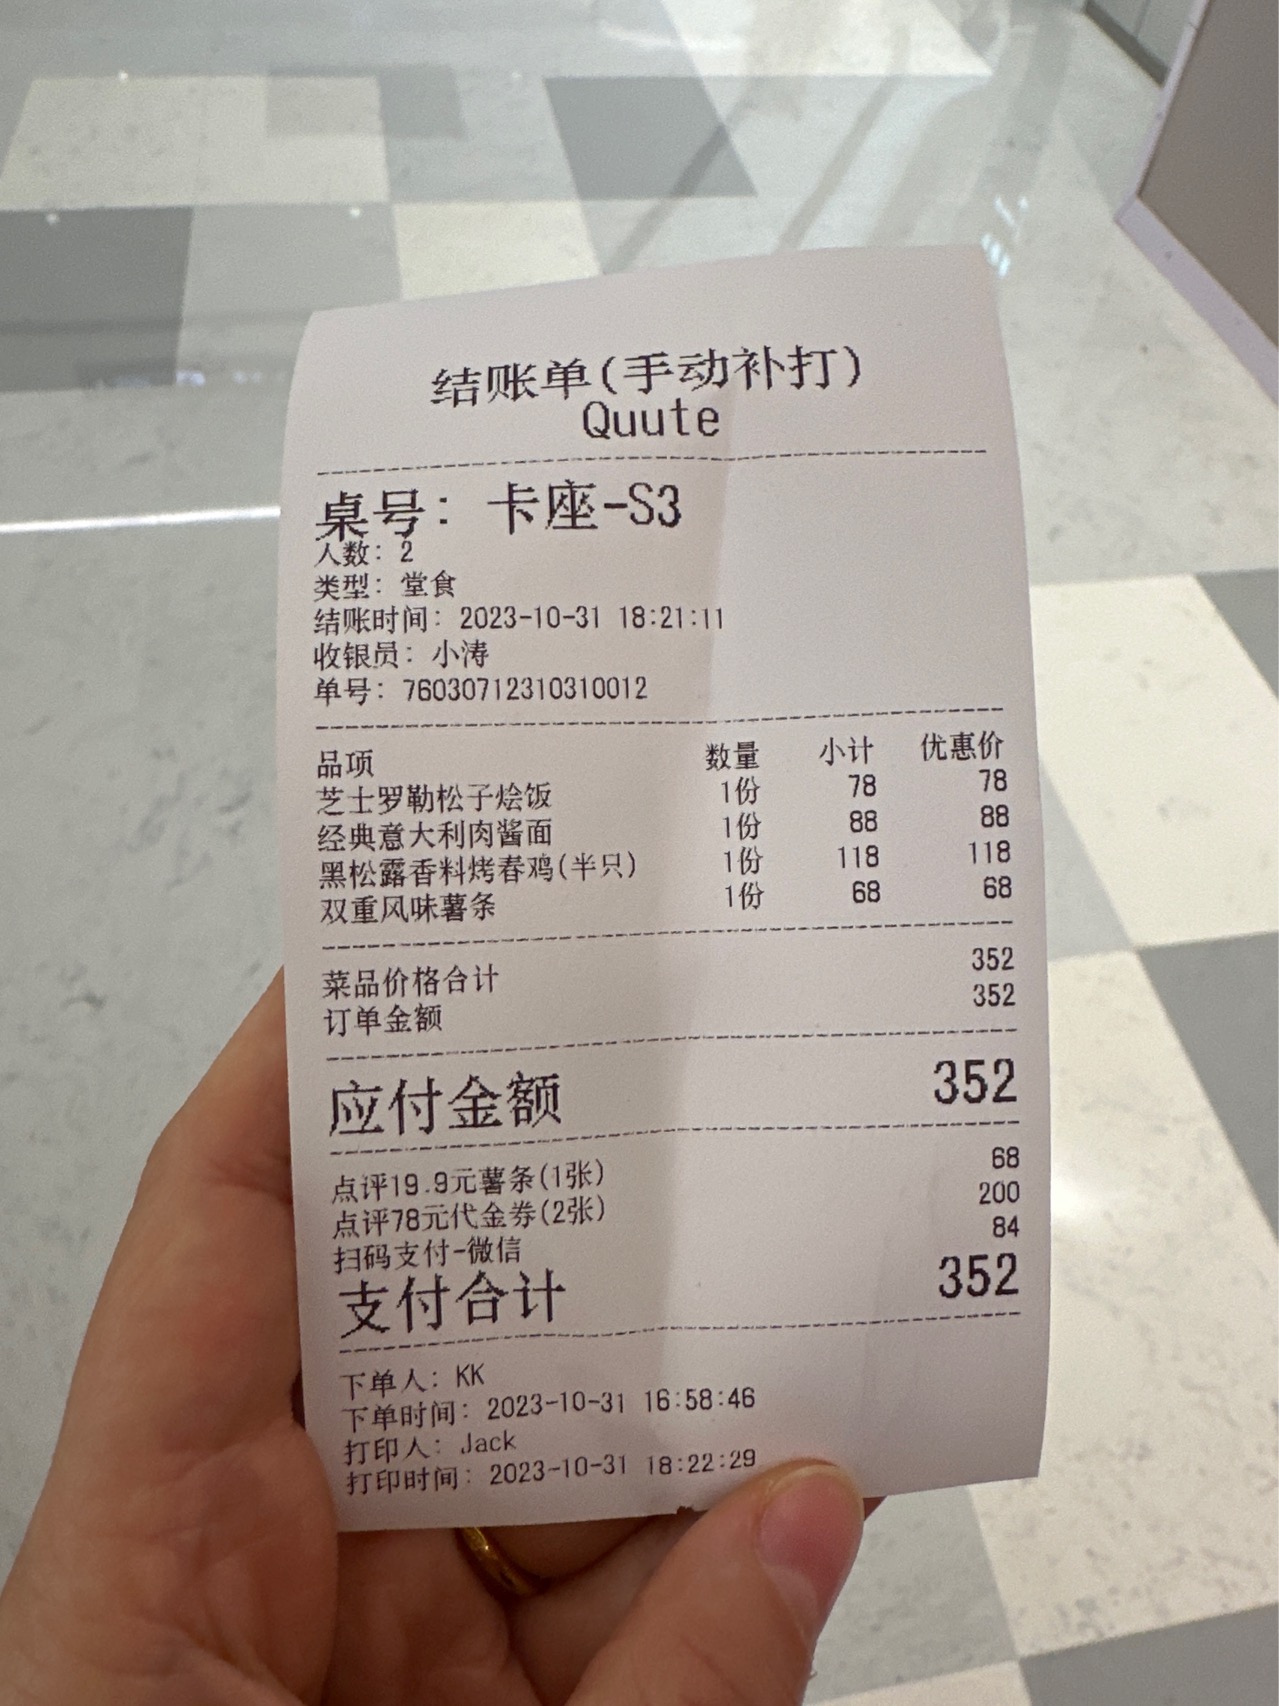 结账单(手动补打)
Quute
桌号: 卡座-S3
人数: 2
类型: 堂食
结账时间: 2023-10-31 18:21:11
收银员: 小涛
单号: 76030712310310012
品项 数量 小计 优惠价
芝士罗勒松子烩饭 1份 78 78
经典意大利肉酱面 1份 88 88
黑松露香料烤春鸡(半只) 1份 118 118
双重风味薯条 1份 68 68
菜品价格合计 352
订单金额 352
应付金额 352
点评19.9元薯条(1张) 68
点评78元代金券(2张) 200
扫码支付-微信 84
支付合计 352
下单人: KK
下单时间: 2023-10-31 16:58:46
打印人: Jack
打印时间: 2023-10-31 18:22:29